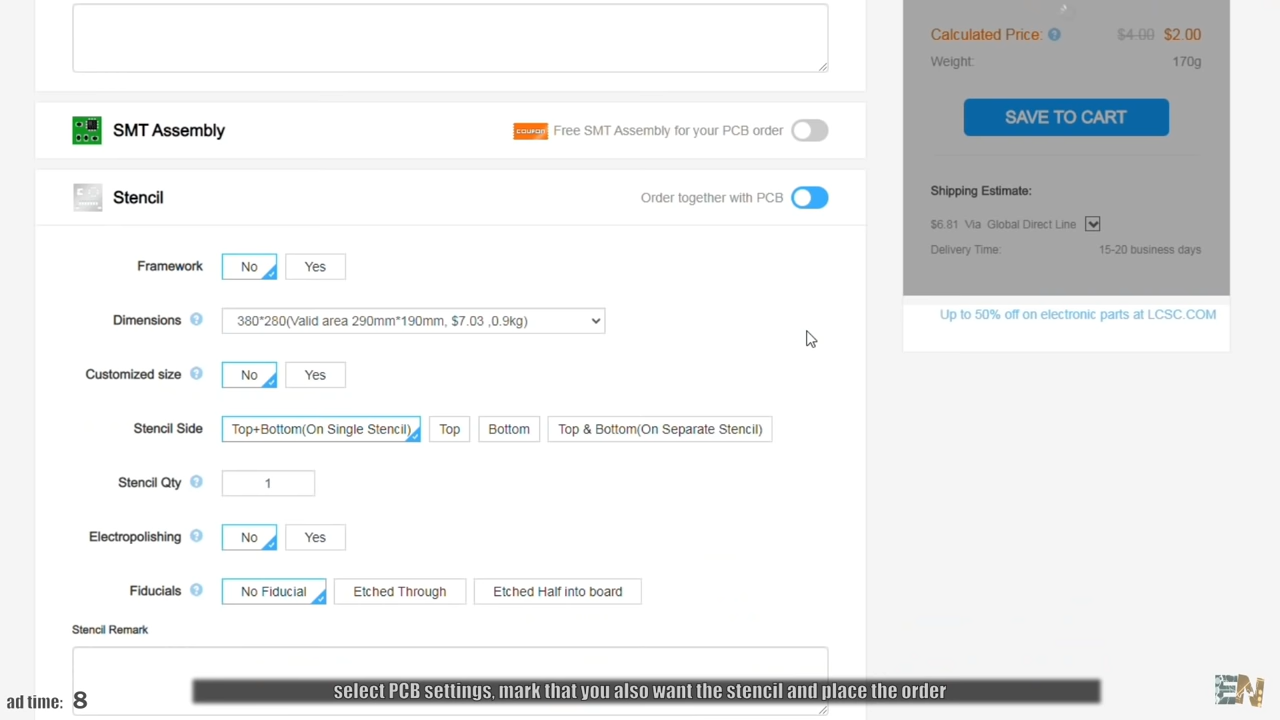 Calculated Price: ? $4.00 $2.00
Weight: 170g
SAVE TO CART
SMT Assembly COUPON Free SMT Assembly for your PCB order
Shipping Estimate:
Stencil Order together with PCB
$6.81 Via Global Direct Line
Delivery Time: 15-20 business days
Framework No Yes
Up to 50% off on electronic parts at LCSC.COM
Dimensions ? 380*280(Valid area 290mm*190mm, $7.03 ,0.9kg)
Customized size ? No Yes
Stencil Side Top+Bottom(On Single Stencil) Top Bottom Top & Bottom(On Separate Stencil)
Stencil Qty ? 1
Electropolishing ? No Yes
Fiducials ? No Fiducial Etched Through Etched Half into board
Stencil Remark
select PCB settings, mark that you also want the stencil and place the order
ad time: 8
EN